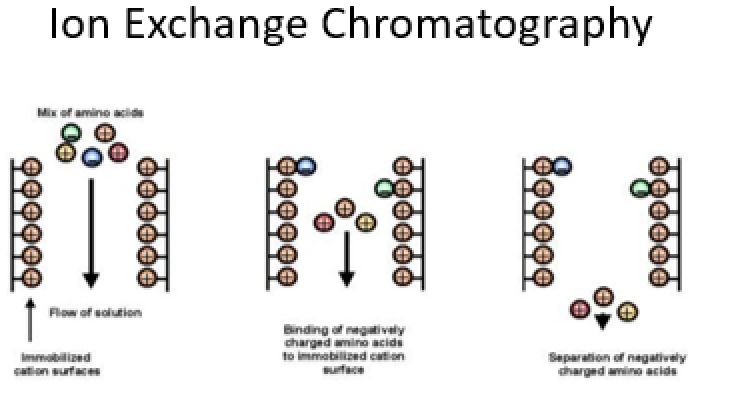 Ion Exchange Chromatography
Mix of amino acids
Flow of solution
Immobilized
cation surfaces
Binding of negatively
charged amino acids
to immobilized cation
surface
Separation of negatively
charged amino acids